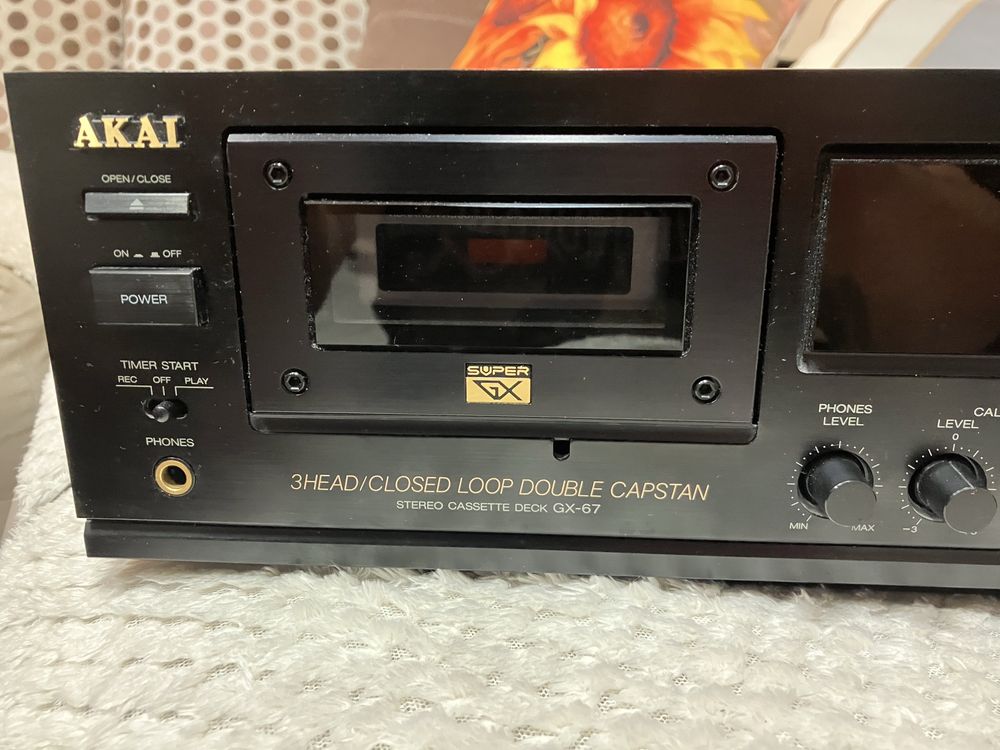 AKAI
OPEN/CLOSE
ON OFF
POWER
TIMER START
REC OFF PLAY
PHONES
SUPER
GX
3HEAD/CLOSED LOOP DOUBLE CAPSTAN
STEREO CASSETTE DECK GX-67
PHONES
LEVEL
MIN MAX
CAL
LEVEL
0
-3